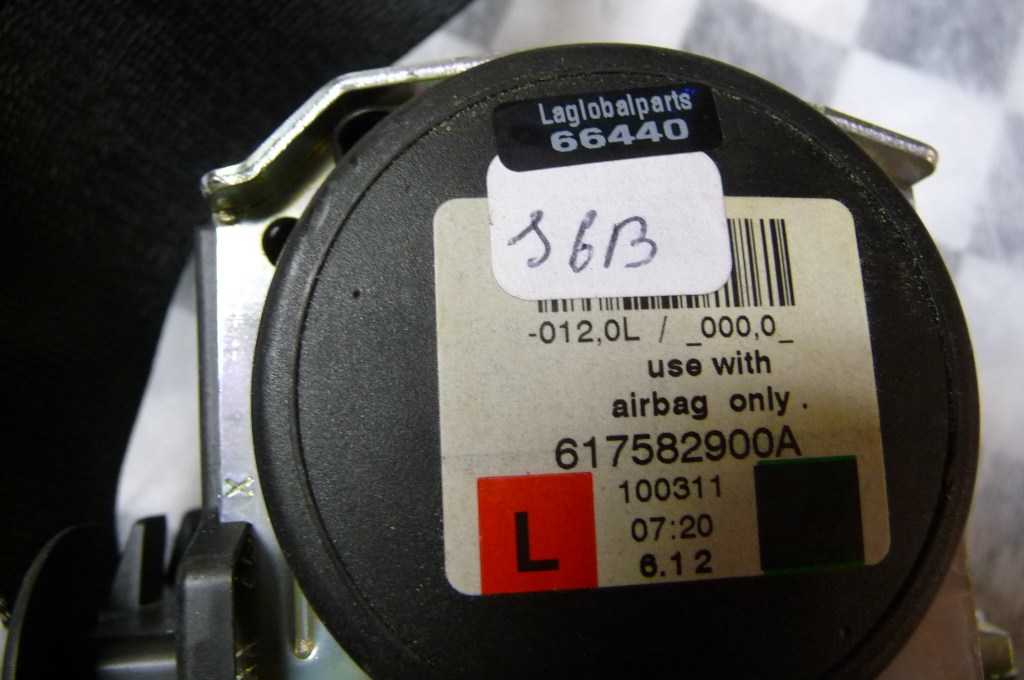 Laglobalparts
66440
S6B
-012,0L / _000,0_
use with
airbag only .
617582900A
100311
L
07:20
6.12